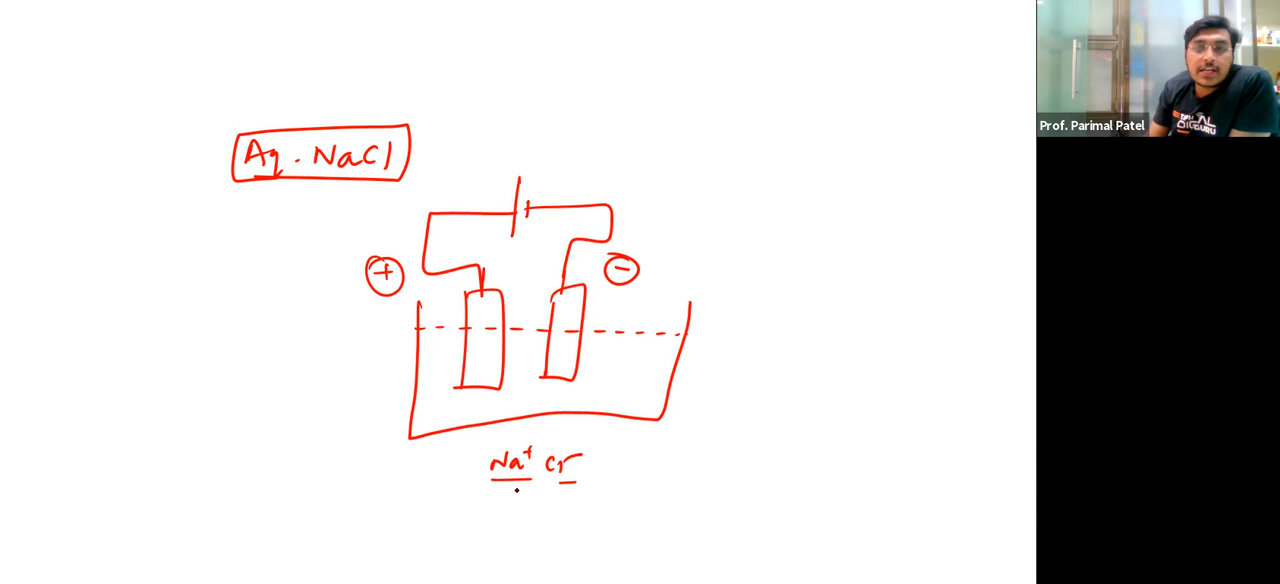 Aq. NaCl
+
-
Na+ Cl-
Prof. Parimal Patel